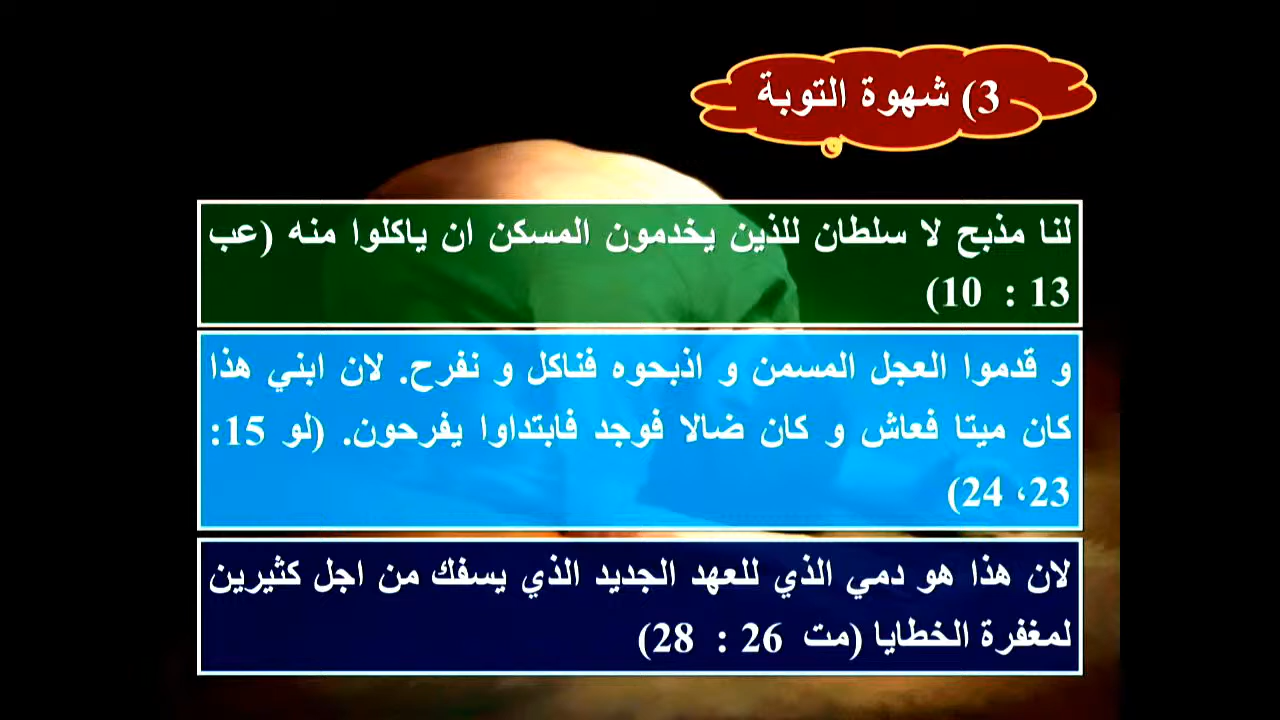 3) شهوة التوبة
لنا مذبح لا سلطان للذين يخدمون المسكن ان ياكلوا منه (عب
13 : 10)
و قدموا العجل المسمن و اذبحوه فناكل و نفرح. لان ابني هذا
كان ميتا فعاش و كان ضالا فوجد فابتداوا يفرحون. (لو 15:
23، 24)
لان هذا هو دمي الذي للعهد الجديد الذي يسفك من اجل كثيرين
لمغفرة الخطايا (مت 26 : 28)